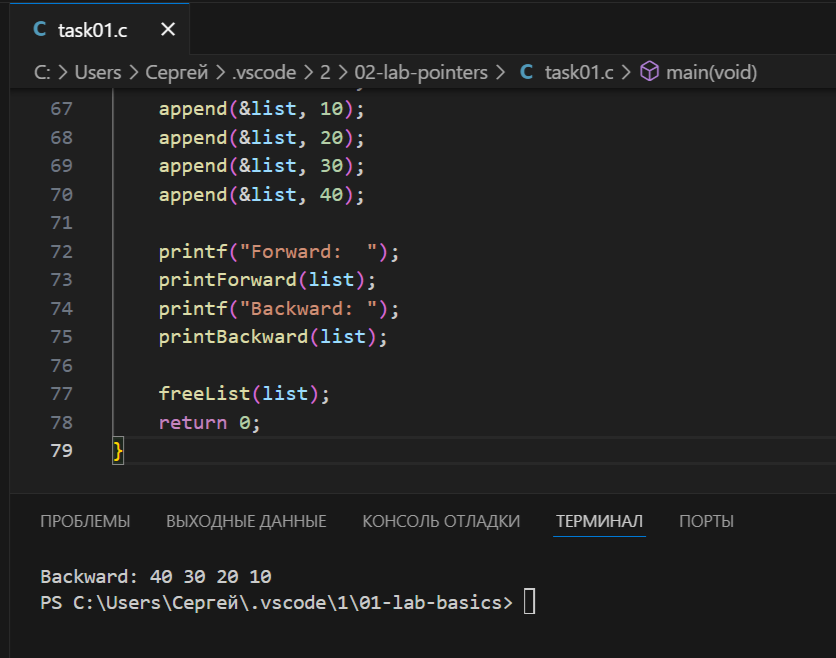 C task01.c ×
C: > Users > Сергей > .vscode > 2 > 02-lab-pointers > C task01.c > main(void)
67 append(&list, 10);
68 append(&list, 20);
69 append(&list, 30);
70 append(&list, 40);
71
72 printf("Forward:  ");
73 printForward(list);
74 printf("Backward: ");
75 printBackward(list);
76
77 freeList(list);
78 return 0;
79 }
ПРОБЛЕМЫ ВЫХОДНЫЕ ДАННЫЕ КОНСОЛЬ ОТЛАДКИ ТЕРМИНАЛ ПОРТЫ
Backward: 40 30 20 10
PS C:\Users\Сергей\.vscode\1\01-lab-basics>